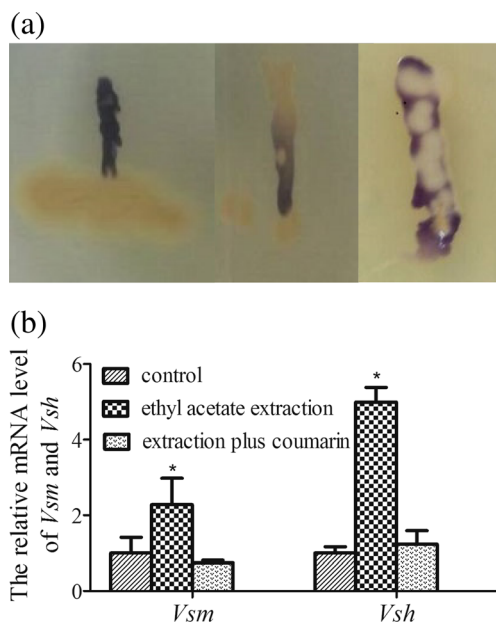 (a)
(b)
The relative mRNA level
of Vsm and Vsh
6
4
2
0
control
ethyl acetate extraction
extraction plus coumarin
*
*
Vsm
Vsh